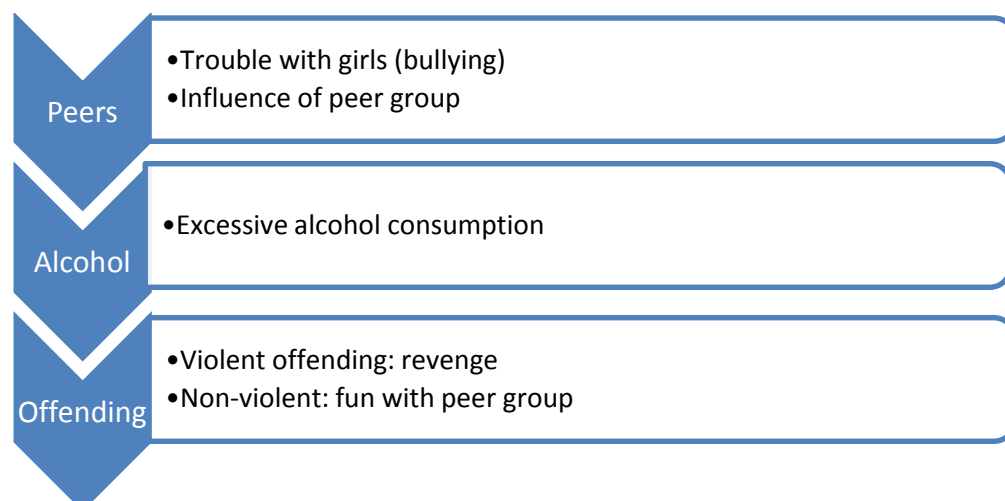 Peers
•Trouble with girls (bullying)
•Influence of peer group
Alcohol
•Excessive alcohol consumption
Offending
•Violent offending: revenge
•Non-violent: fun with peer group